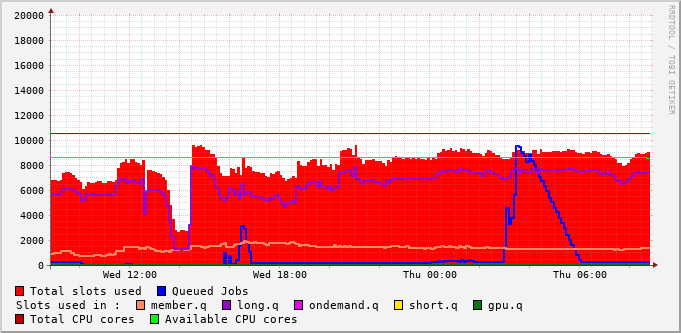 RRDTOOL / TOBI OETIKER
20000
18000
16000
14000
12000
10000
8000
6000
4000
2000
0
Wed 12:00 Wed 18:00 Thu 00:00 Thu 06:00
Total slots used Queued Jobs
Slots used in : member.q long.q ondemand.q short.q gpu.q
Total CPU cores Available CPU cores